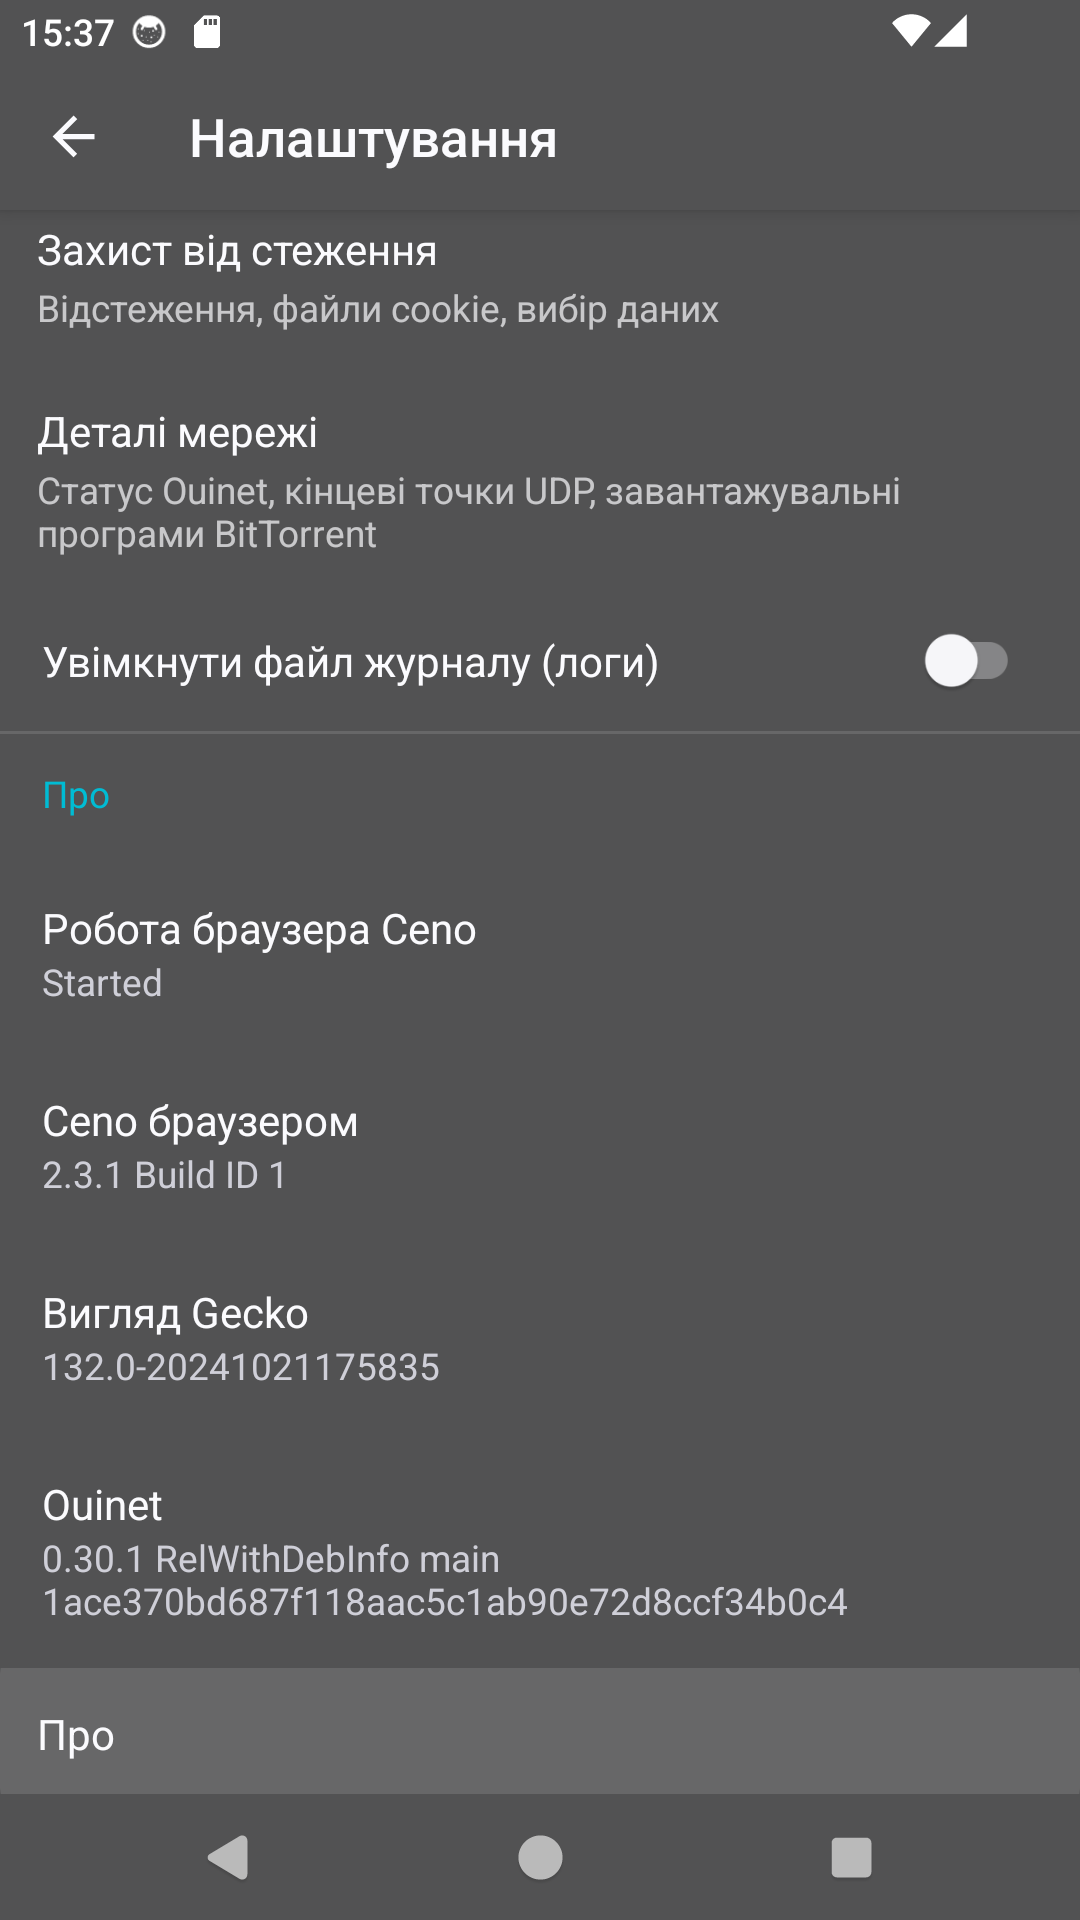 15:37
Налаштування
Захист від стеження
Відстеження, файли cookie, вибір даних
Деталі мережі
Статус Ouinet, кінцеві точки UDP, завантажувальні
програми BitTorrent
Увімкнути файл журналу (логи)
Про
Робота браузера Ceno
Started
Ceno браузером
2.3.1 Build ID 1
Вигляд Gecko
132.0-20241021175835
Ouinet
0.30.1 RelWithDebInfo main
1ace370bd687f118aac5c1ab90e72d8ccf34b0c4
Про